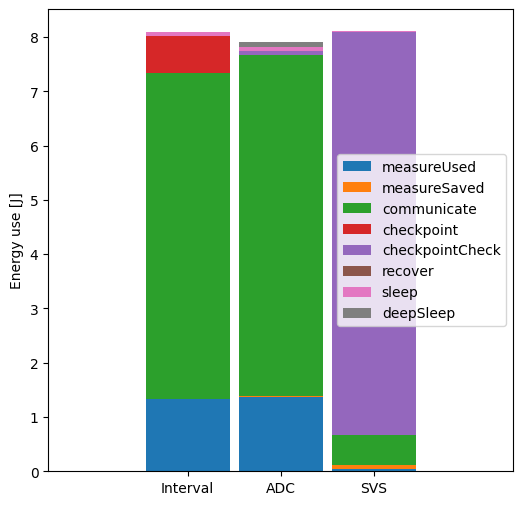 Energy use [J]
8
7
6
5
4
3
2
1
0
measureUsed
measureSaved
communicate
checkpoint
checkpointCheck
recover
sleep
deepSleep
Interval ADC SVS